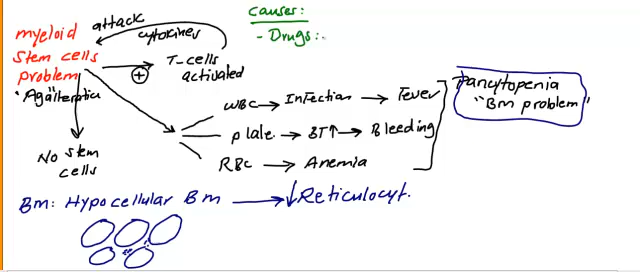 causes:
- Drugs:
attack
cytokines
myeloid
stem cells
problem
T-cells
activated
+
No stem
cells
WBC → Infection → Fever
plate. → BT↑ → Bleeding
RBC → Anemia
Pancytopenia
"Bm problem"
Bm: Hypocellular Bm → ↓Reticulocyt.